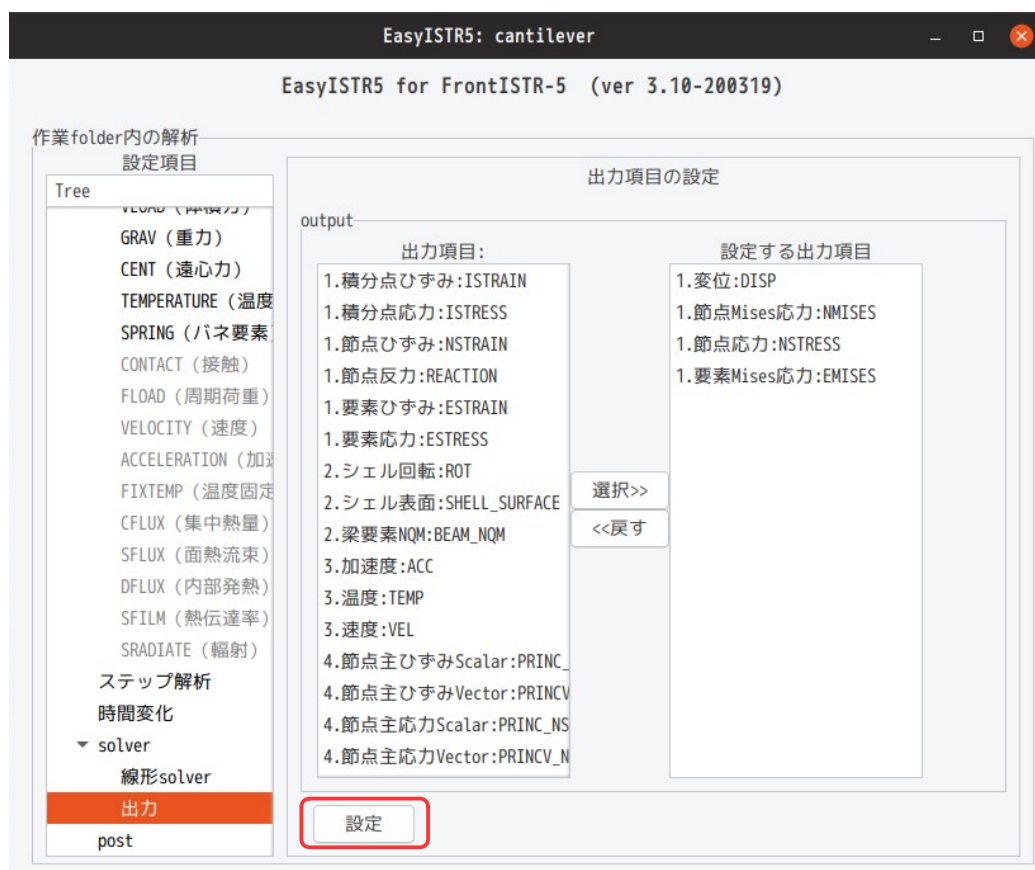 EasyISTR5: cantilever
EasyISTR5 for FrontISTR-5 (ver 3.10-200319)
作業folder内の解析
設定項目
Tree
VLOAD (体積力)
GRAV (重力)
CENT (遠心力)
TEMPERATURE (温度
SPRING (バネ要素)
CONTACT (接触)
FLOAD (周期荷重)
VELOCITY (速度)
ACCELERATION (加速
FIXTEMP (温度固定
CFLUX (集中熱量)
SFLUX (面熱流束)
DFLUX (内部発熱)
SFILM (熱伝達率)
SRADIATE (輻射)
ステップ解析
時間変化
solver
線形solver
出力
post
出力項目の設定
output
出力項目:
1.積分点ひずみ:ISTRAIN
1.積分点応力:ISTRESS
1.節点ひずみ:NSTRAIN
1.節点反力:REACTION
1.要素ひずみ:ESTRAIN
1.要素応力:ESTRESS
2.シェル回転:ROT
2.シェル表面:SHELL_SURFACE
2.梁要素NQM:BEAM_NQM
3.加速度:ACC
3.温度:TEMP
3.速度:VEL
4.節点主ひずみScalar:PRINC_
4.節点主ひずみVector:PRINCV
4.節点主応力Scalar:PRINC_NS
4.節点主応力Vector:PRINCV_N
選択>>
<<戻す
設定する出力項目
1.変位:DISP
1.節点Mises応力:NMISES
1.節点応力:NSTRESS
1.要素Mises応力:EMISES
設定